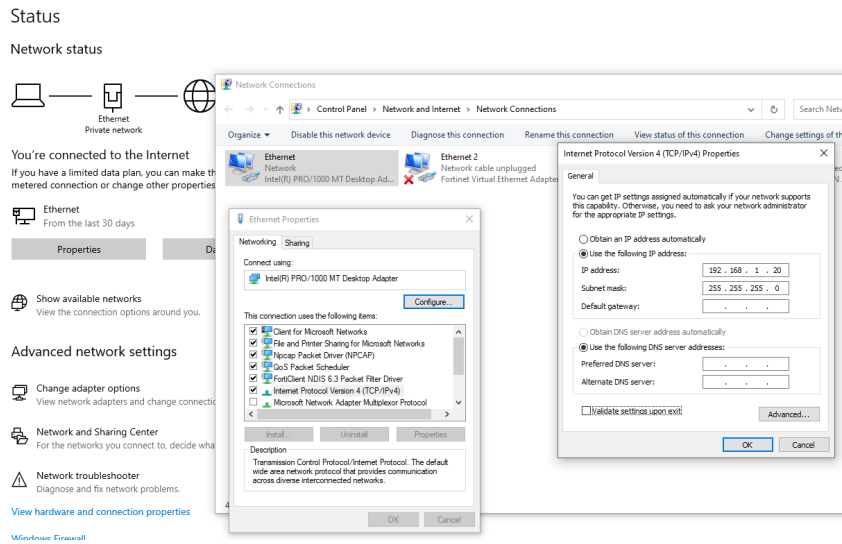 Status
Network status
Ethernet
Private network
You're connected to the Internet
If you have a limited data plan, you can make th
metered connection or change other properties
Ethernet
From the last 30 days
Properties
Da
Show available networks
View the connection options around you.
Advanced network settings
Change adapter options
View network adapters and change connectio
Network and Sharing Center
For the networks you connect to, decide wha
Network troubleshooter
Diagnose and fix network problems.
View hardware and connection properties
Windows Firewall
Network Connections
Control Panel > Network and Internet > Network Connections
Search Netw
Organize
Disable this network device
Diagnose this connection
Rename this connection
View status of this connection
Change settings of th
Ethernet
Network
Intel(R) PRO/1000 MT Desktop Ad...
Ethernet 2
Network cable unplugged
Fortinet Virtual Ethernet Adapter
4
Ethernet Properties
Networking
Sharing
Connect using:
Intel(R) PRO/1000 MT Desktop Adapter
Configure...
This connection uses the following items:
Client for Microsoft Networks
File and Printer Sharing for Microsoft Networks
Npcap Packet Driver (NPCAP)
QoS Packet Scheduler
FortiClient NDIS 6.3 Packet Filter Driver
Internet Protocol Version 4 (TCP/IPv4)
Microsoft Network Adapter Multiplexor Protocol
Install...
Uninstall
Properties
Description
Transmission Control Protocol/Internet Protocol. The default
wide area network protocol that provides communication
across diverse interconnected networks.
OK
Cancel
Internet Protocol Version 4 (TCP/IPv4) Properties
General
You can get IP settings assigned automatically if your network supports
this capability. Otherwise, you need to ask your network administrator
for the appropriate IP settings.
Obtain an IP address automatically
Use the following IP address:
IP address:
192 . 168 . 1 . 20
Subnet mask:
255 . 255 . 255 . 0
Default gateway:
. . .
Obtain DNS server address automatically
Use the following DNS server addresses:
Preferred DNS server:
. . .
Alternate DNS server:
. . .
Validate settings upon exit
Advanced...
OK
Cancel